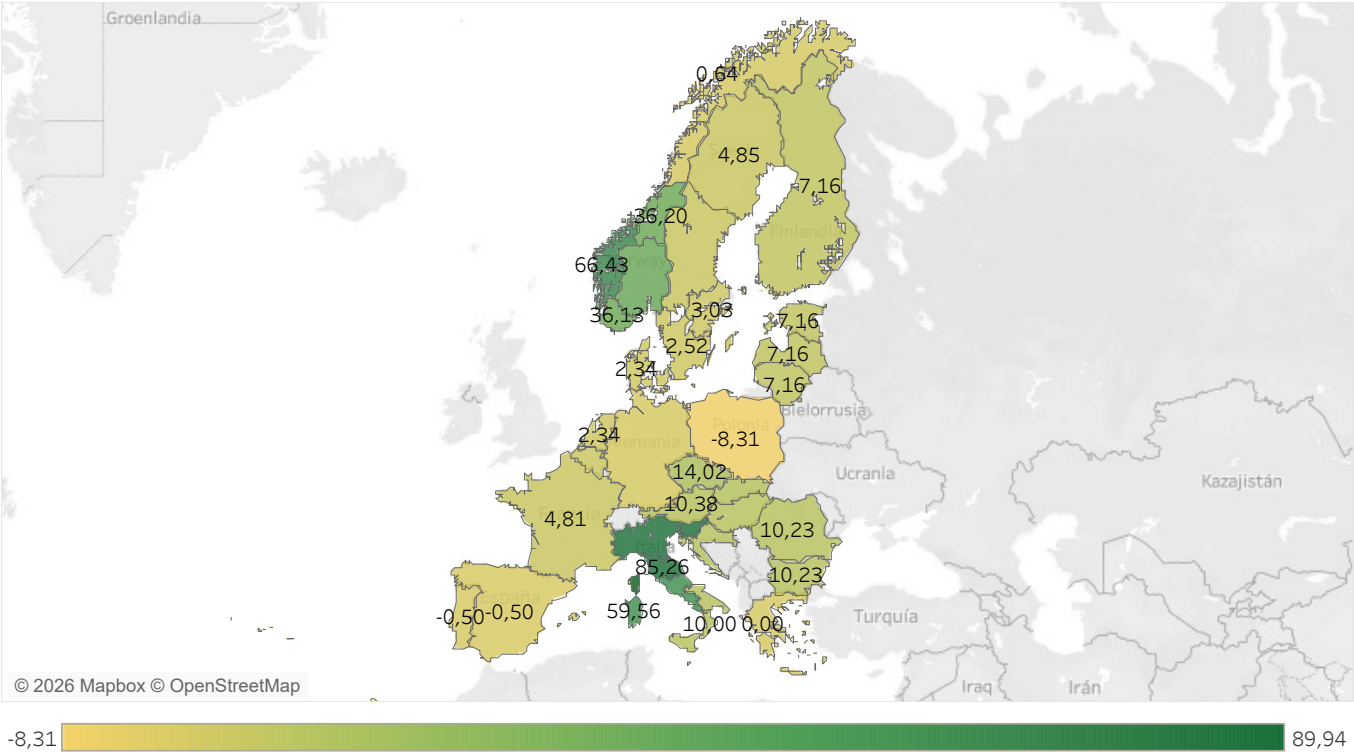 Groenlandia
0,64
4,85
7,16
36,20
Finlandia
66,43
36,13
3,03
7,16
2,52
7,16
2,34
7,16
Bielorrusia
Polonia
2,34
-8,31
14,02
Ucrania
Kazajistán
10,38
4,81
10,23
Italia
85,26
10,23
España
-0,50
-0,50
59,56
10,00
0,00
Turquía
Iraq
Irán
© 2026 Mapbox © OpenStreetMap
-8,31
89,94